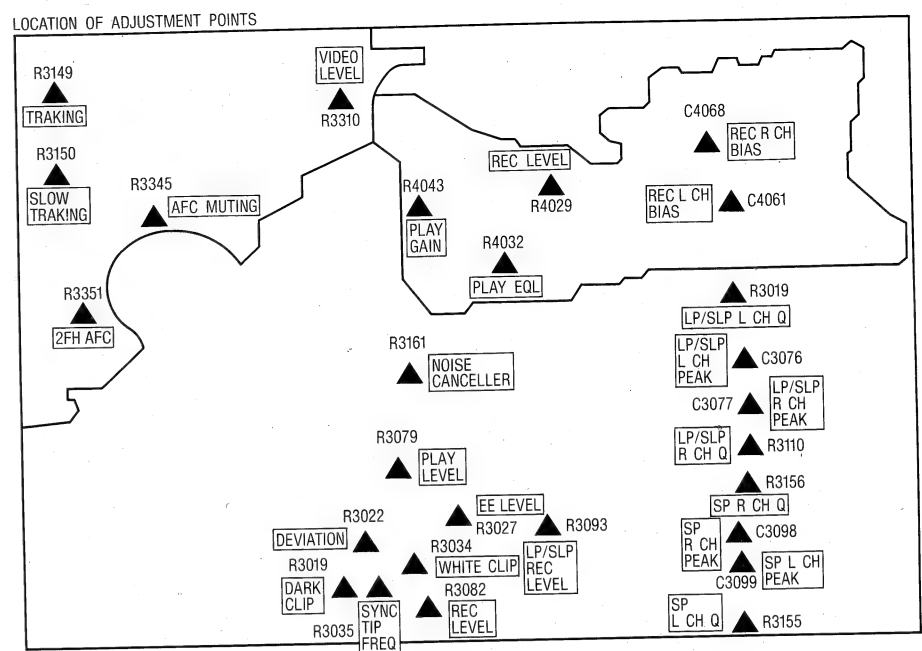 LOCATION OF ADJUSTMENT POINTS
R3149
TRAKING
R3150
SLOW
TRAKING
R3345
AFC MUTING
R3351
2FH AFC
VIDEO
LEVEL
R3310
R4043
PLAY
GAIN
REC LEVEL
R4029
R4032
PLAY EQL
C4068
REC R CH
BIAS
REC L CH
BIAS
C4061
R3019
LP/SLP L CH Q
LP/SLP
L CH
PEAK
C3076
C3077
LP/SLP
R CH
PEAK
LP/SLP
R CH Q
R3110
R3156
SP R CH Q
SP
R CH
PEAK
C3098
C3099
SP L CH
PEAK
SP
L CH Q
R3155
R3161
NOISE
CANCELLER
R3079
PLAY
LEVEL
EE LEVEL
R3027
R3093
LP/SLP
REC
LEVEL
R3022
DEVIATION
R3034
WHITE CLIP
R3019
DARK
CLIP
R3035
SYNC
TIP
FREQ
R3082
REC
LEVEL